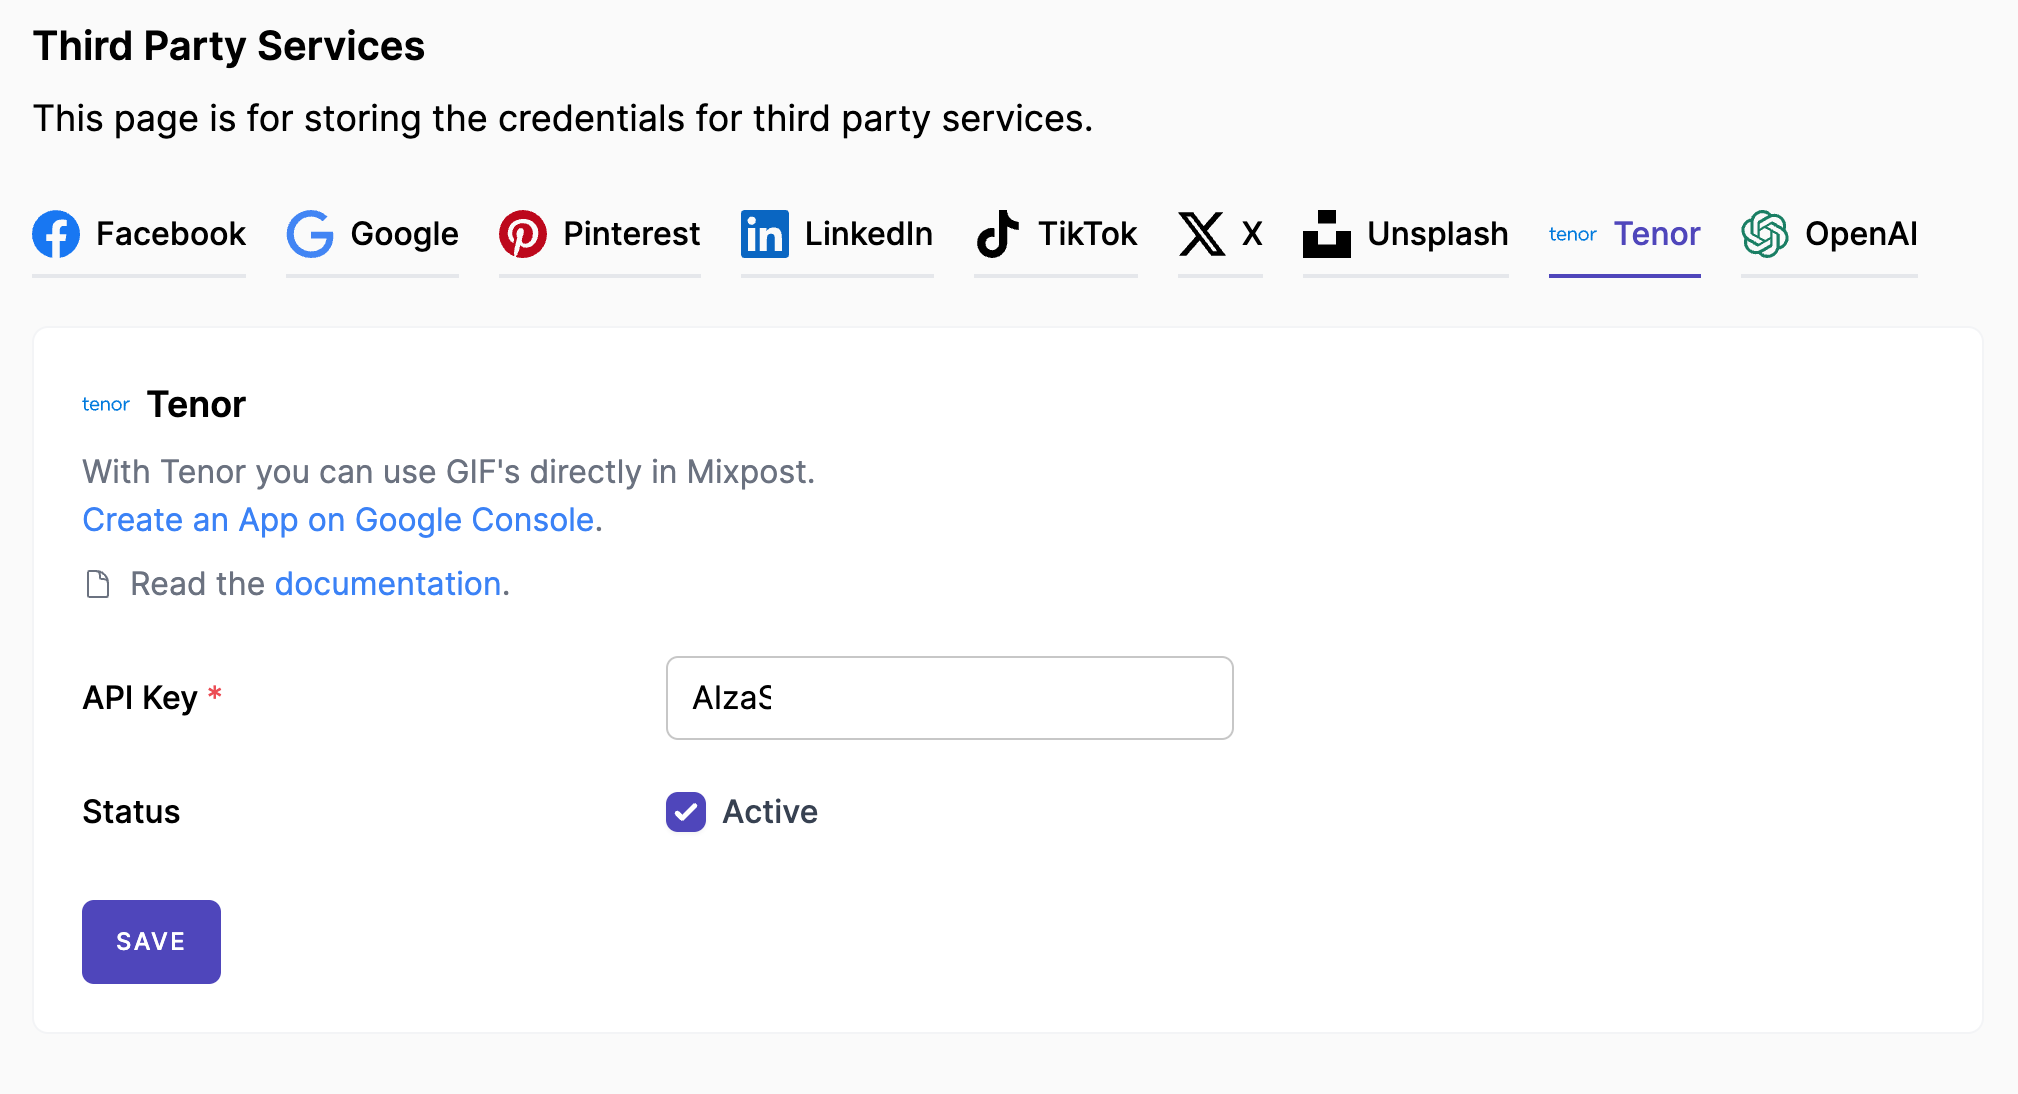 Third Party Services
This page is for storing the credentials for third party services.
Facebook Google Pinterest LinkedIn TikTok X Unsplash tenor Tenor OpenAI
tenor Tenor
With Tenor you can use GIF's directly in Mixpost.
Create an App on Google Console.
Read the documentation.
API Key * AIzaS
Status Active
SAVE